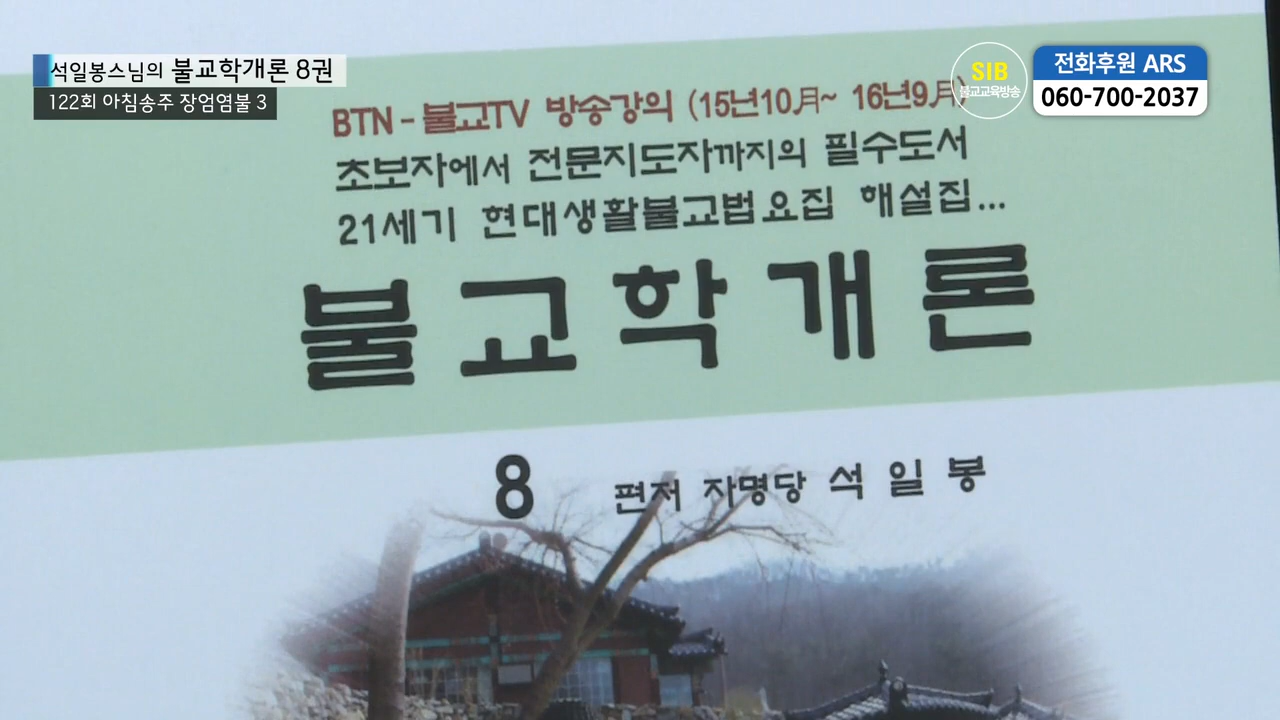 석일봉스님의 불교학개론 8권
122회 아침송주 장엄염불 3
SIB
불교교육방송
전화후원 ARS
060-700-2037
BTN - 불교TV 방송강의 (15년10月~ 16년9月)
초보자에서 전문지도자까지의 필수도서
21세기 현대생활불교법요집 해설집...
불교학개론
8 편저 자명당 석일봉